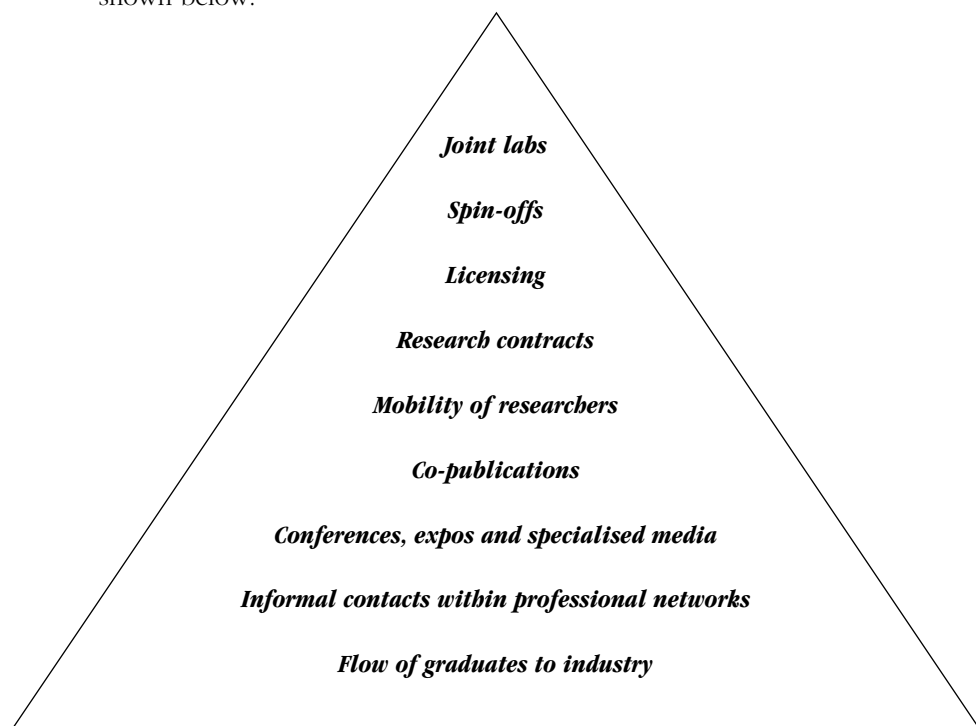 shown below:
Joint labs
Spin-offs
Licensing
Research contracts
Mobility of researchers
Co-publications
Conferences, expos and specialised media
Informal contacts within professional networks
Flow of graduates to industry